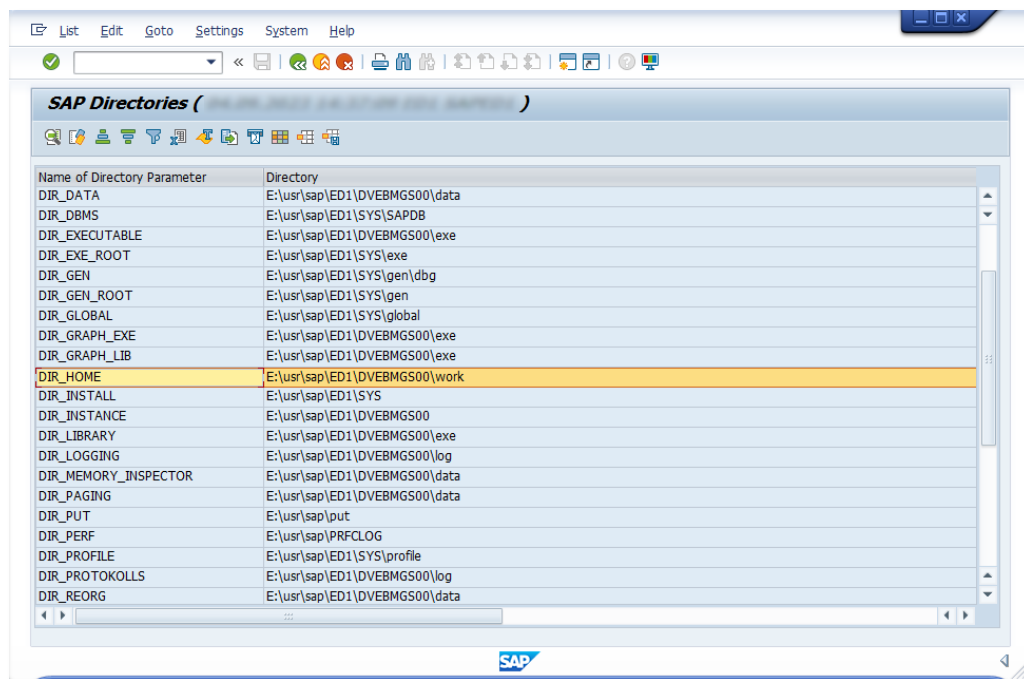 List Edit Goto Settings System Help
SAP Directories ( )
Name of Directory Parameter Directory
DIR_DATA E:\usr\sap\ED1\DVEBMGS00\data
DIR_DBMS E:\usr\sap\ED1\SYS\SAPDB
DIR_EXECUTABLE E:\usr\sap\ED1\DVEBMGS00\exe
DIR_EXE_ROOT E:\usr\sap\ED1\SYS\exe
DIR_GEN E:\usr\sap\ED1\SYS\gen\dbg
DIR_GEN_ROOT E:\usr\sap\ED1\SYS\gen
DIR_GLOBAL E:\usr\sap\ED1\SYS\global
DIR_GRAPH_EXE E:\usr\sap\ED1\DVEBMGS00\exe
DIR_GRAPH_LIB E:\usr\sap\ED1\DVEBMGS00\exe
DIR_HOME E:\usr\sap\ED1\DVEBMGS00\work
DIR_INSTALL E:\usr\sap\ED1\SYS
DIR_INSTANCE E:\usr\sap\ED1\DVEBMGS00
DIR_LIBRARY E:\usr\sap\ED1\DVEBMGS00\exe
DIR_LOGGING E:\usr\sap\ED1\DVEBMGS00\log
DIR_MEMORY_INSPECTOR E:\usr\sap\ED1\DVEBMGS00\data
DIR_PAGING E:\usr\sap\ED1\DVEBMGS00\data
DIR_PUT E:\usr\sap\put
DIR_PERF E:\usr\sap\PRFCLOG
DIR_PROFILE E:\usr\sap\ED1\SYS\profile
DIR_PROTOKOLLS E:\usr\sap\ED1\DVEBMGS00\log
DIR_REORG E:\usr\sap\ED1\DVEBMGS00\data
SAP